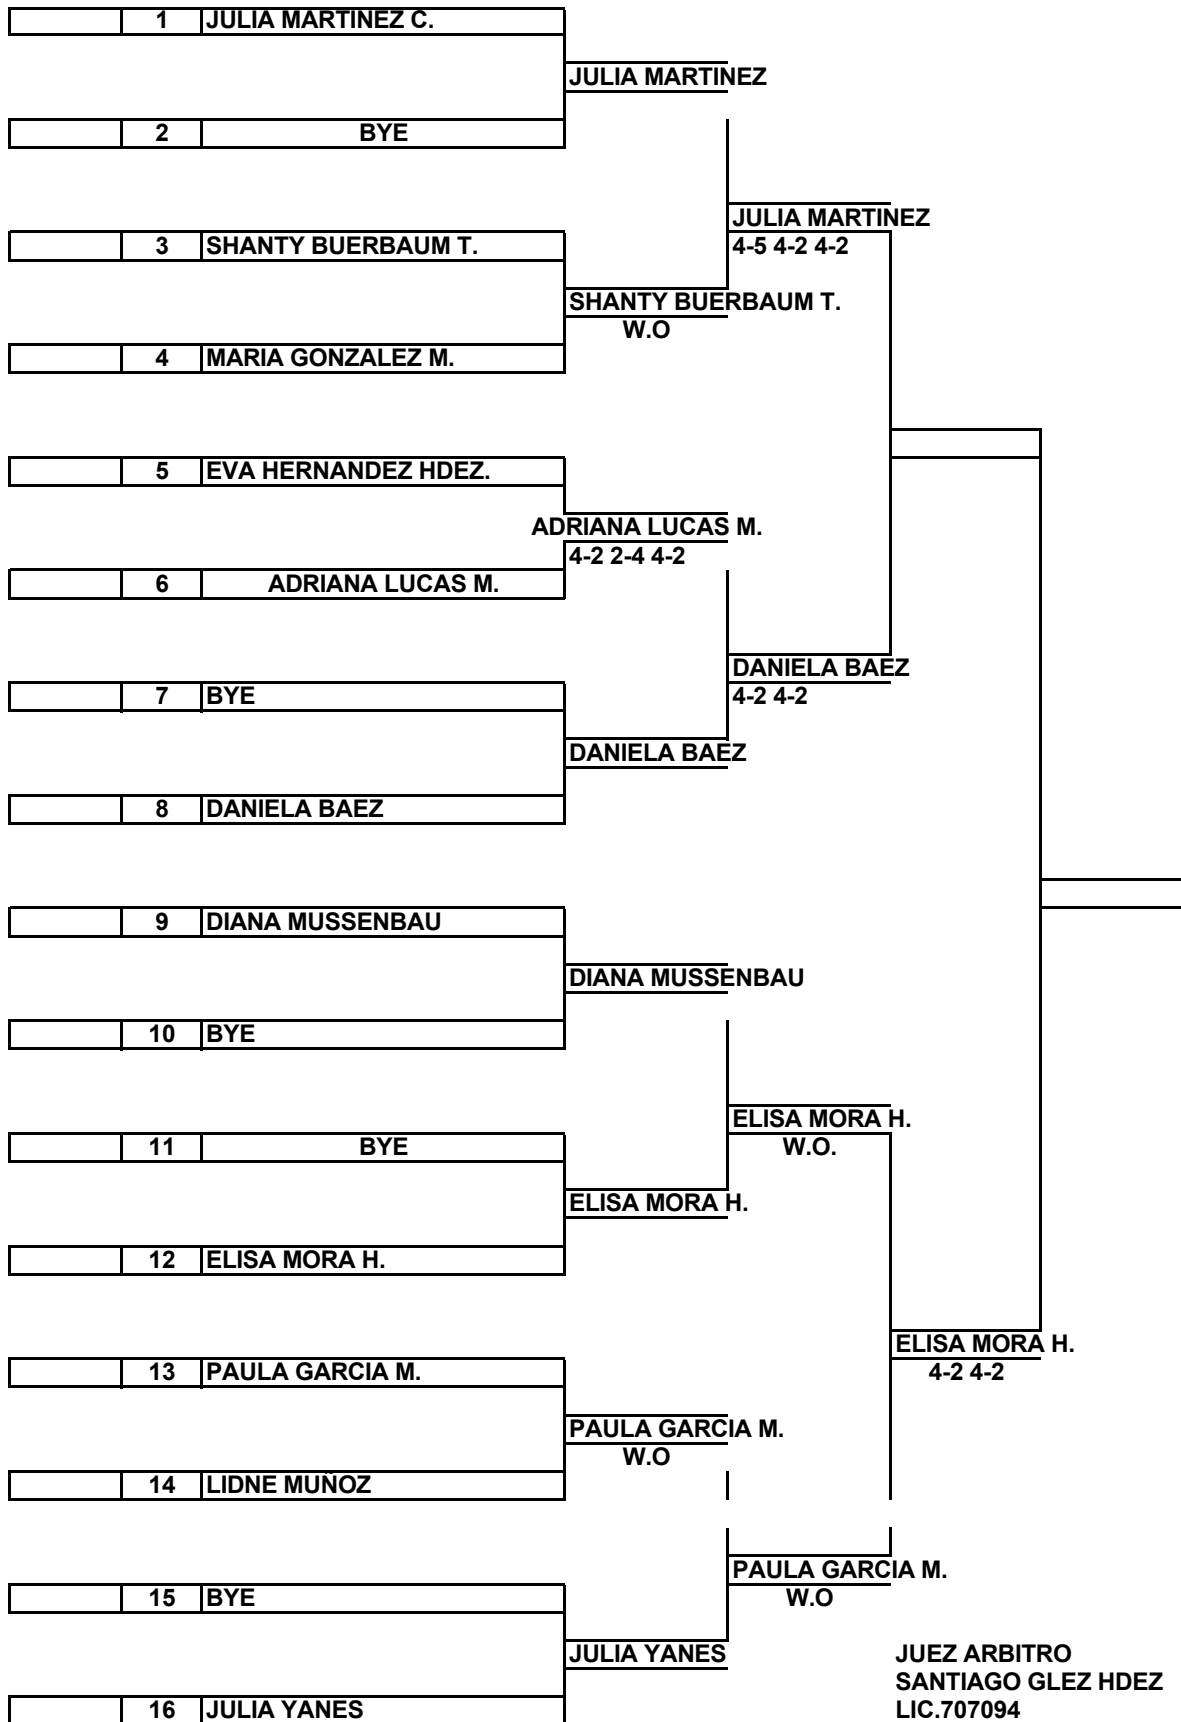 1 JULIA MARTINEZ C.
JULIA MARTINEZ
2 BYE
JULIA MARTINEZ
3 SHANTY BUERBAUM T. 4-5 4-2 4-2
SHANTY BUERBAUM T.
W.O
4 MARIA GONZALEZ M.
5 EVA HERNANDEZ HDEZ.
ADRIANA LUCAS M.
4-2 2-4 4-2
6 ADRIANA LUCAS M.
DANIELA BAEZ
7 BYE 4-2 4-2
DANIELA BAEZ
8 DANIELA BAEZ
9 DIANA MUSSENBAU
DIANA MUSSENBAU
10 BYE
ELISA MORA H.
11 BYE W.O.
ELISA MORA H.
12 ELISA MORA H.
ELISA MORA H.
13 PAULA GARCIA M. 4-2 4-2
PAULA GARCIA M.
W.O
14 LIDNE MUÑOZ
PAULA GARCIA M.
15 BYE W.O
JULIA YANES JUEZ ARBITRO
SANTIAGO GLEZ HDEZ
16 JULIA YANES LIC.707094